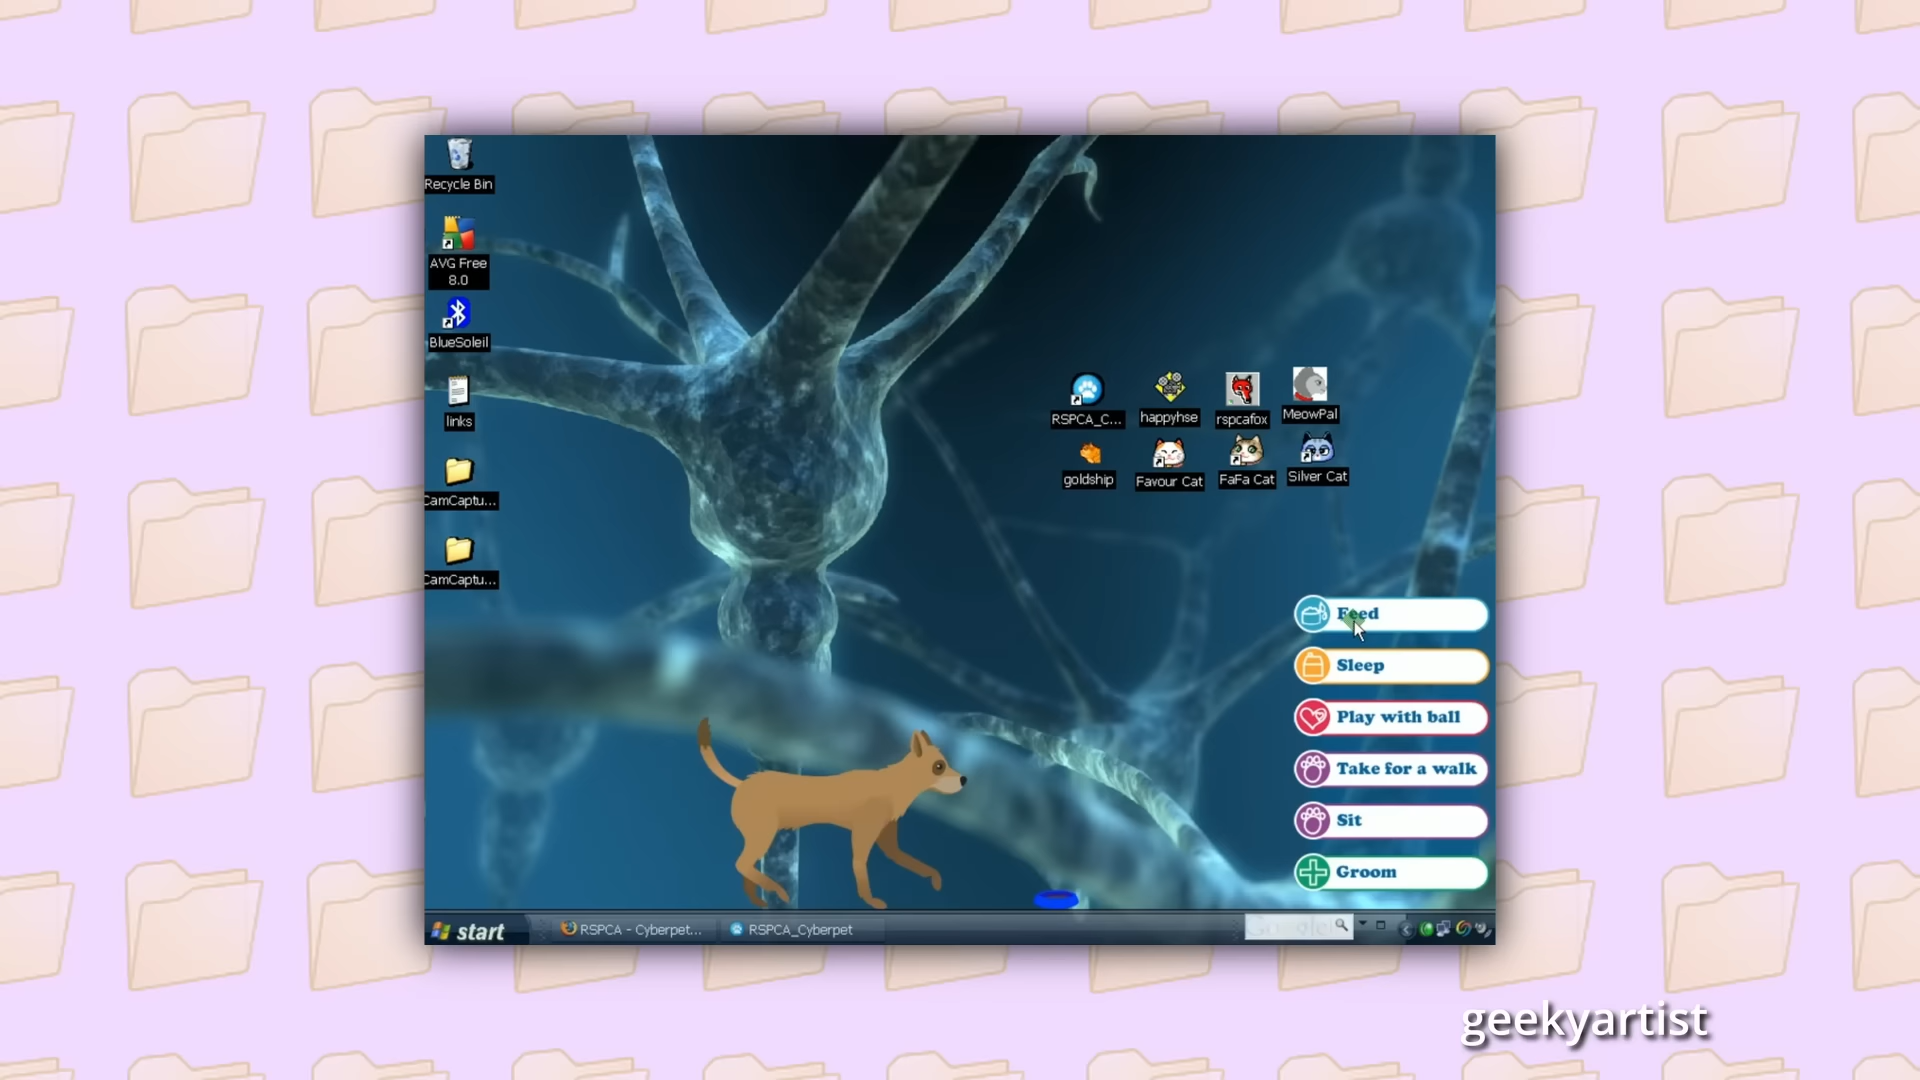 Recycle Bin
AVG Free
8.0
BlueSoleil
links
CamCaptu...
CamCaptu...
RSPCA_C...
happyhse
rspcafox
MeowPal
goldship
Favour Cat
FaFa Cat
Silver Cat
Feed
Sleep
Play with ball
Take for a walk
Sit
Groom
start
RSPCA - Cyberpet...
RSPCA_Cyberpet
Google
geekyartist